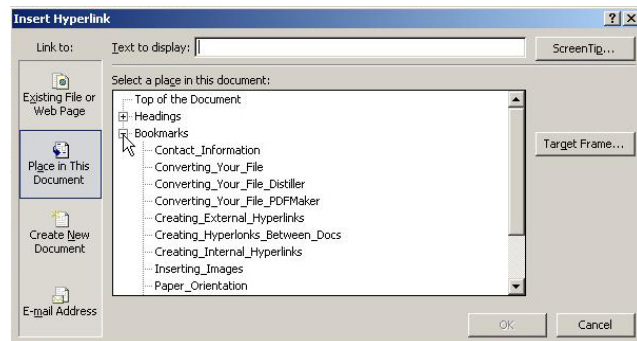 Insert Hyperlink
Link to:
Text to display:
ScreenTip...
Existing File or
Web Page
Select a place in this document:
Top of the Document
Headings
Bookmarks
Contact_Information
Converting_Your_File
Converting_Your_File_Distiller
Converting_Your_File_PDFMaker
Creating_External_Hyperlinks
Creating_Hyperlonks_Between_Docs
Creating_Internal_Hyperlinks
Inserting_Images
Paper_Orientation
Target Frame...
Place in This
Document
Create New
Document
E-mail Address
OK
Cancel